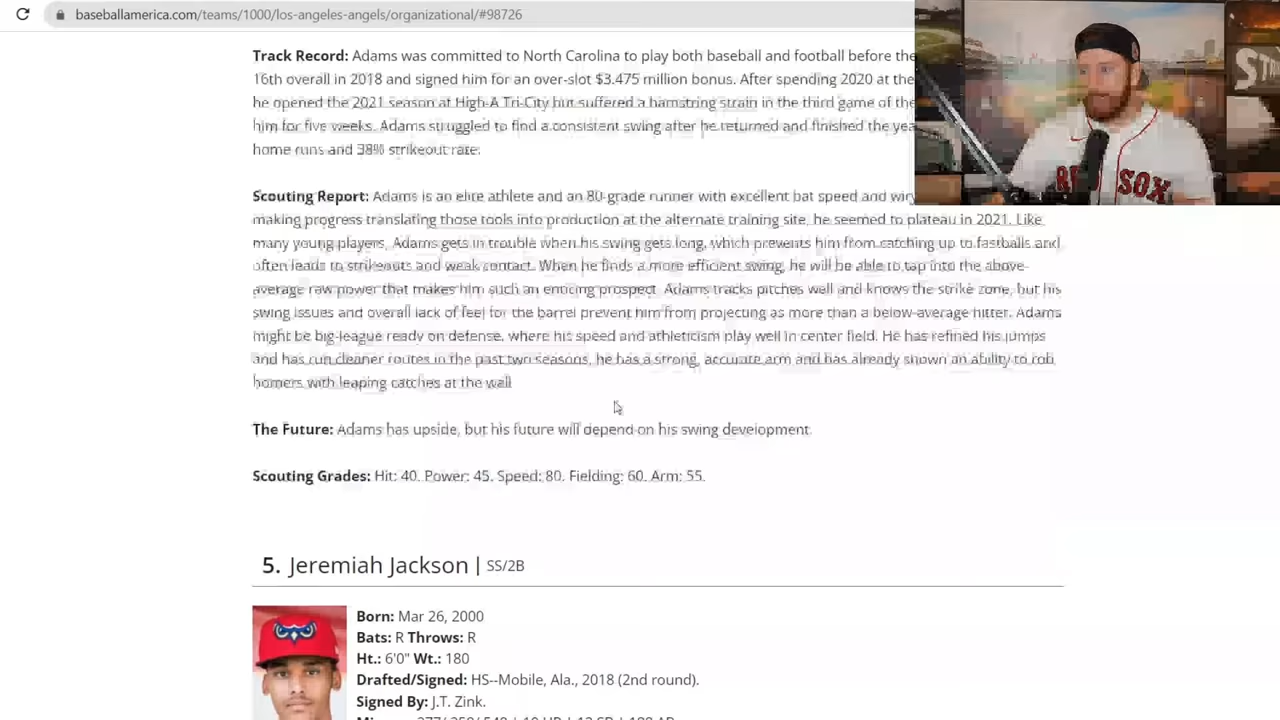 baseballamerica.com/teams/1000/los-angeles-angels/organizational/#98726
Track Record: Adams was committed to North Carolina to play both baseball and football before the
16th overall in 2018 and signed him for an over-slot $3.475 million bonus. After spending 2020 at the
he opened the 2021 season at High-A Tri-City but suffered a hamstring strain in the third game of the
him for five weeks. Adams struggled to find a consistent swing after he returned and finished the yea
home runs and 38% strikeout rate.
Scouting Report: Adams is an elite athlete and an 80-grade runner with excellent bat speed and wiry
making progress translating those tools into production at the alternate training site, he seemed to plateau in 2021. Like
many young players, Adams gets in trouble when his swing gets long, which prevents him from catching up to fastballs and
often leads to strikeouts and weak contact. When he finds a more efficient swing, he will be able to tap into the above-
average raw power that makes him such an enticing prospect. Adams tracks pitches well and knows the strike zone, but his
swing issues and overall lack of feel for the barrel prevent him from projecting as more than a below-average hitter. Adams
might be big-league ready on defense, where his speed and athleticism play well in center field. He has refined his jumps
and has run cleaner routes in the past two seasons, he has a strong, accurate arm and has already shown an ability to rob
homers with leaping catches at the wall
The Future: Adams has upside, but his future will depend on his swing development.
Scouting Grades: Hit: 40. Power: 45. Speed: 80. Fielding: 60. Arm: 55.
5. Jeremiah Jackson | SS/2B
Born: Mar 26, 2000
Bats: R Throws: R
Ht.: 6'0" Wt.: 180
Drafted/Signed: HS--Mobile, Ala., 2018 (2nd round).
Signed By: J.T. Zink.
RED SOX